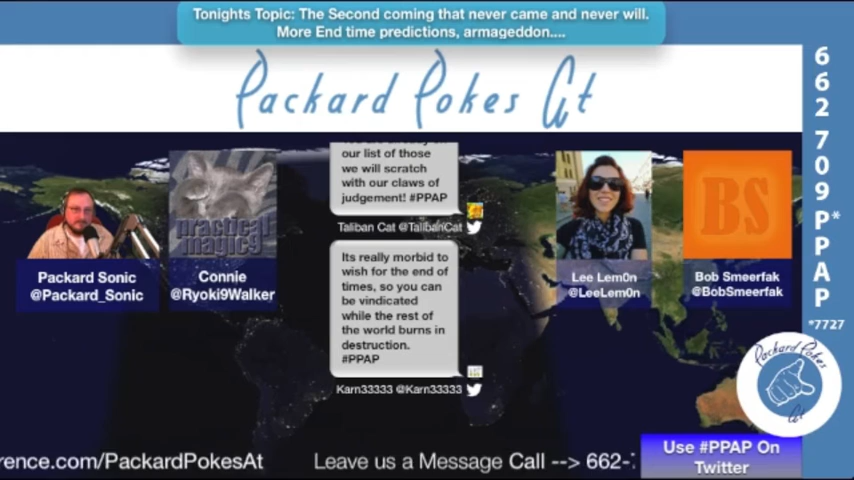 Tonights Topic: The Second coming that never came and never will.
More End time predictions, armageddon....
Packard Pokes At
our list of those
we will scratch
with our claws of
judgement! #PPAP
Taliban Cat @TalibanCat
Its really morbid to
wish for the end of
times, so you can
be vindicated
while the rest of
the world burns in
destruction.
#PPAP
Karn33333 @Karn33333
practical
magic9
Packard Sonic
@Packard_Sonic
Connie
@Ryoki9Walker
Lee Lem0n
@LeeLem0n
BS
Bob Smeerfak
@BobSmeerfak
662 709 PPAP*
*7727
Packard Pokes
At
rence.com/PackardPokesAt
Leave us a Message Call --> 662-
Use #PPAP On
Twitter